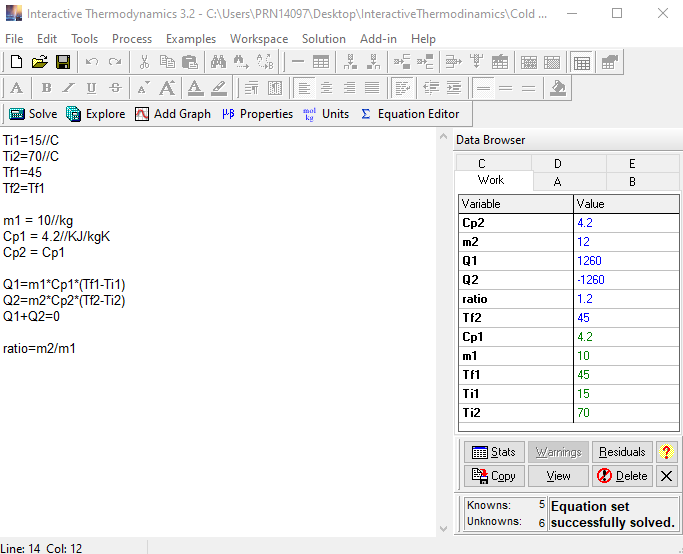 Interactive Thermodynamics 3.2 - C:\Users\PRN14097\Desktop\InteractiveThermodinamics\Cold ...
File Edit Tools Process Examples Workspace Solution Add-in Help
A B I U S A A A
Solve Explore Add Graph μβ Properties mol kg Units Σ Equation Editor
Ti1=15//C
Ti2=70//C
Tf1=45
Tf2=Tf1
m1 = 10//kg
Cp1 = 4.2//KJ/kgK
Cp2 = Cp1
Q1=m1*Cp1*(Tf1-Ti1)
Q2=m2*Cp2*(Tf2-Ti2)
Q1+Q2=0
ratio=m2/m1
Data Browser
C D E
Work A B
Variable Value
Cp2 4.2
m2 12
Q1 1260
Q2 -1260
ratio 1.2
Tf2 45
Cp1 4.2
m1 10
Tf1 45
Ti1 15
Ti2 70
Stats Warnings Residuals ?
Copy View Delete
Knowns: 5
Unknowns: 6
Equation set
successfully solved.
Line: 14 Col: 12